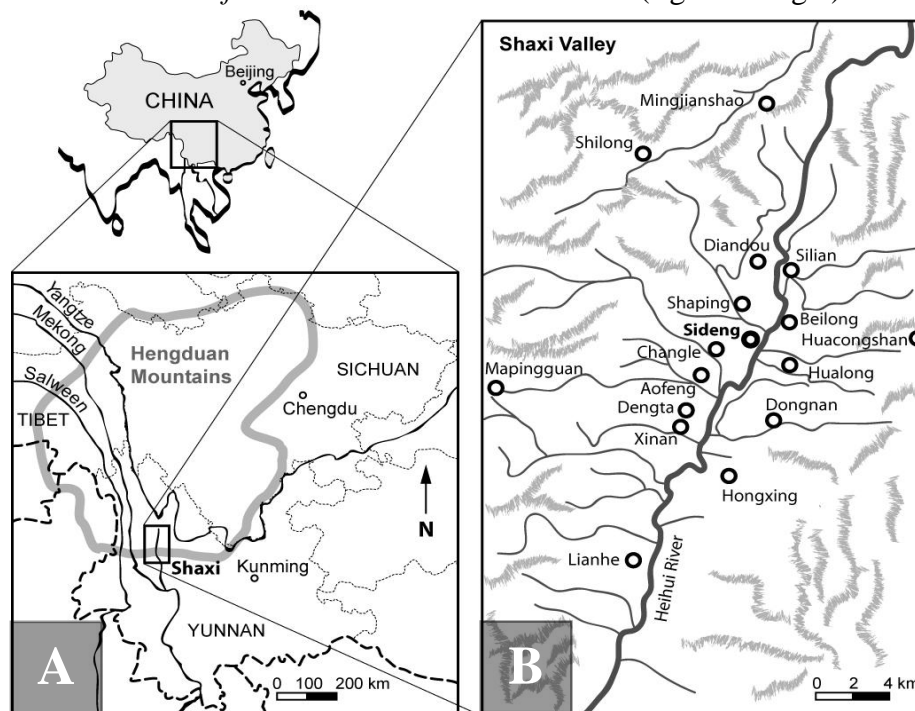 Beijing
CHINA
Yangtze
Mekong
Salween
TIBET
Hengduan
Mountains
SICHUAN
Chengdu
N
Shaxi
Kunming
YUNNAN
A
0 100 200 km
Shaxi Valley
Mingjianshao
Shilong
Diandou
Silian
Shaping
Sideng
Beilong
Huacongshan
Changle
Hualong
Mapingguan
Aofeng
Dengta
Dongnan
Xinan
Hongxing
Lianhe
Heihui River
B
0 2 4 km